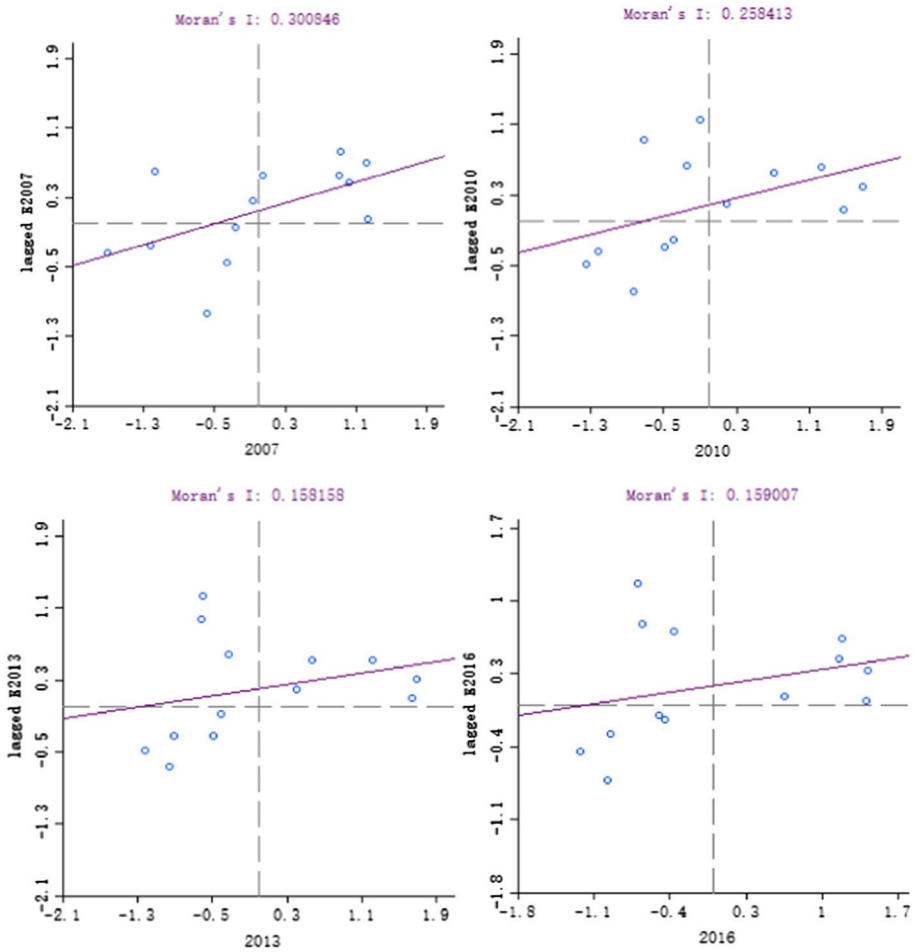 Moran's I: 0.300846
lagged E2007
1.9
1.1
0.3
-0.5
-1.3
-2.1
-2.1 -1.3 -0.5 0.3 1.1 1.9
2007
Moran's I: 0.258413
lagged E2010
1.9
1.1
0.3
-0.5
-1.3
-2.1
-2.1 -1.3 -0.5 0.3 1.1 1.9
2010
Moran's I: 0.158158
lagged E2013
1.9
1.1
0.3
-0.5
-1.3
-2.1
-2.1 -1.3 -0.5 0.3 1.1 1.9
2013
Moran's I: 0.159007
lagged E2016
1.7
1
0.3
-0.4
-1.1
-1.8
-1.8 -1.1 -0.4 0.3 1 1.7
2016